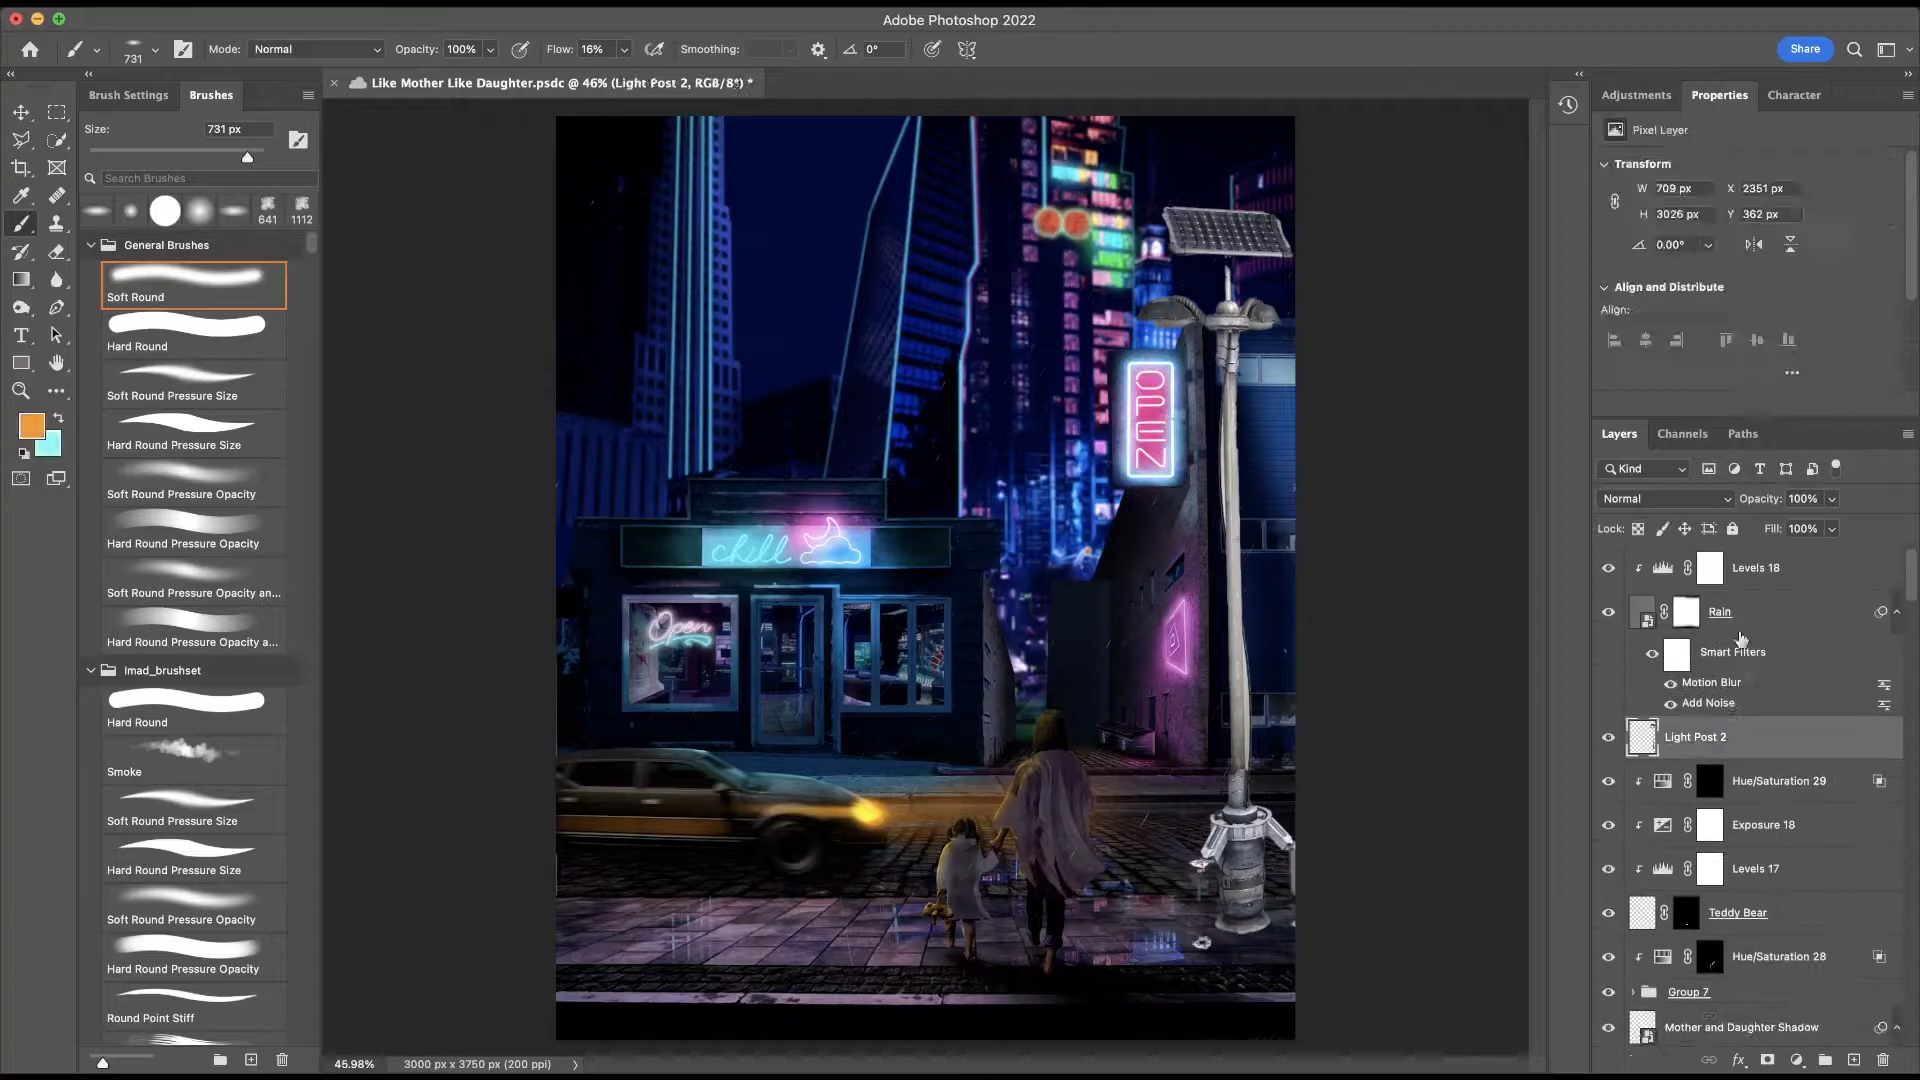 Adobe Photoshop 2022
731
Mode: Normal
Opacity: 100%
Flow: 16%
Smoothing:
0°
Share
Brush Settings
Brushes
× Like Mother Like Daughter.psdc @ 46% (Light Post 2, RGB/8*) *
Adjustments
Properties
Character
Size: 731 px
Search Brushes
641
1112
General Brushes
Soft Round
Hard Round
Soft Round Pressure Size
Hard Round Pressure Size
Soft Round Pressure Opacity
Hard Round Pressure Opacity
Soft Round Pressure Opacity an...
Hard Round Pressure Opacity a...
Imad_brushset
Hard Round
Smoke
Soft Round Pressure Size
Hard Round Pressure Size
Soft Round Pressure Opacity
Hard Round Pressure Opacity
Round Point Stiff
OPEN
chill
Open
45.98%
3000 px x 3750 px (200 ppi)
Pixel Layer
Transform
W 709 px X 2351 px
H 3026 px Y 362 px
0.00°
Align and Distribute
Align:
Layers
Channels
Paths
Kind
Normal
Opacity: 100%
Lock:
Fill: 100%
Levels 18
Rain
Smart Filters
Motion Blur
Add Noise
Light Post 2
Hue/Saturation 29
Exposure 18
Levels 17
Teddy Bear
Hue/Saturation 28
Group 7
Mother and Daughter Shadow
fx